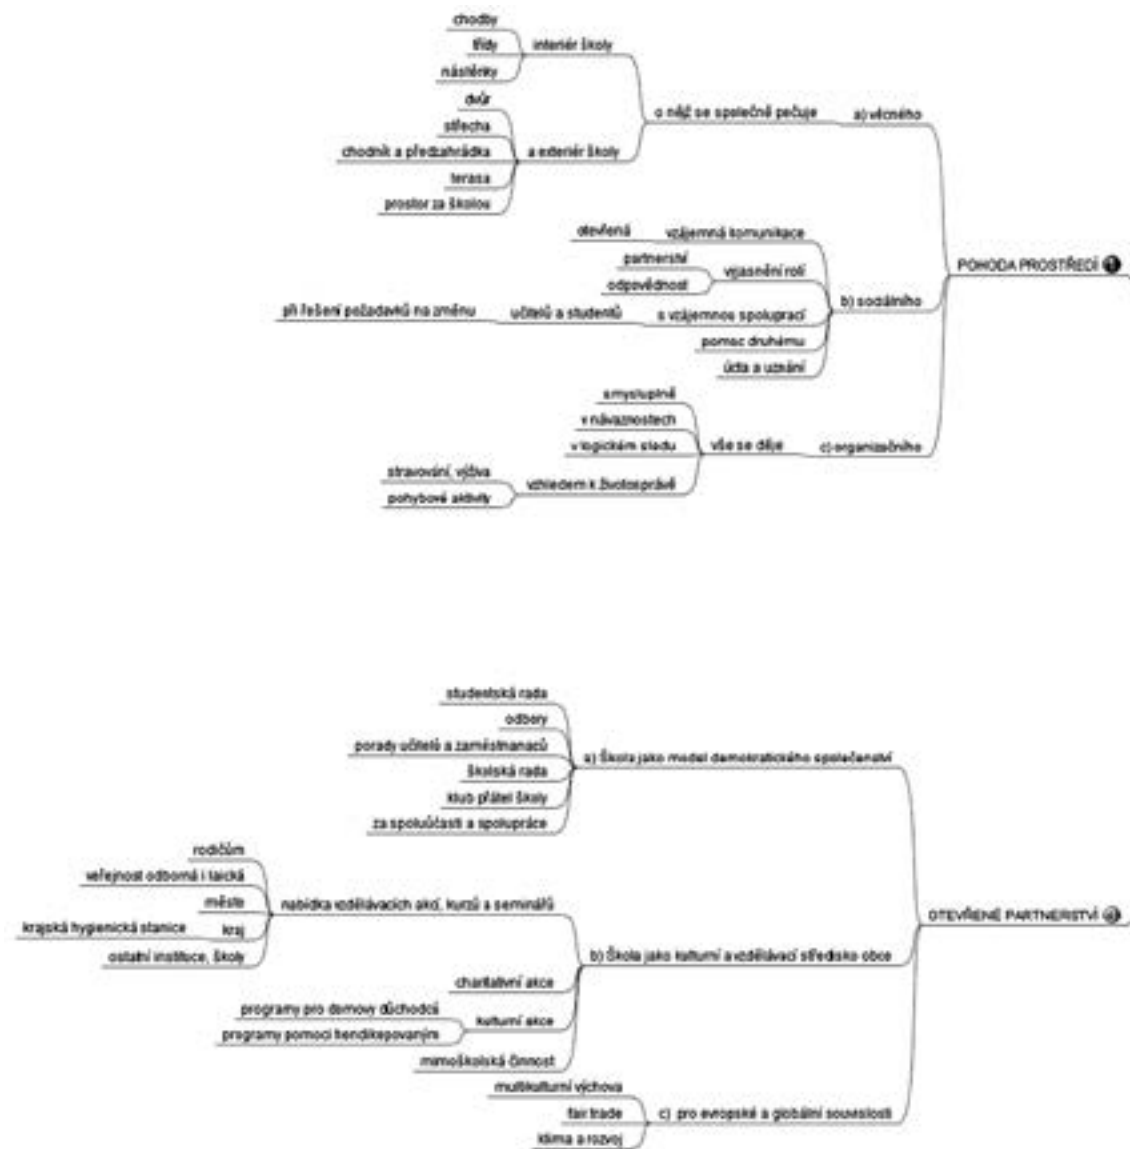 chodby
třídy
interiér školy
nástěnky
dvůr
o nějž se společně pečuje
a) věcného
střecha
chodník a předzahrádka
a exteriér školy
terasa
prostor za školou
otevřená
vzájemná komunikace
partnerství
POHODA PROSTŘEDÍ 1
vyjasnění rolí
odpovědnost
b) sociálního
při řešení požadavků na změnu
učitelů a studentů
s vzájemnou spoluprací
pomoc druhému
úcta a uznání
smysluplně
v návaznostech
v logickém sledu
vše se děje
c) organizačního
stravování, výživa
vzhledem k životosprávě
pohybové aktivity
studentská rada
odbory
porady učitelů a zaměstnanaců
a) Škola jako model demokratického společenství
školská rada
klub přátel školy
za spoluúčasti a spolupráce
rodičům
veřejnost odborná i laická
město
nabídka vzdělávacích akcí, kurzů a seminářů
OTEVŘENÉ PARTNERSTVÍ
krajská hygienická stanice
kraj
ostatní instituce, školy
b) Škola jako kulturní a vzdělávací středisko obce
charitativní akce
programy pro domovy důchodců
kulturní akce
programy pomoci hendikepovaným
mimoškolská činnost
multikulturní výchova
fair trade
c) pro evropské a globální souvislosti
klima a rozvoj